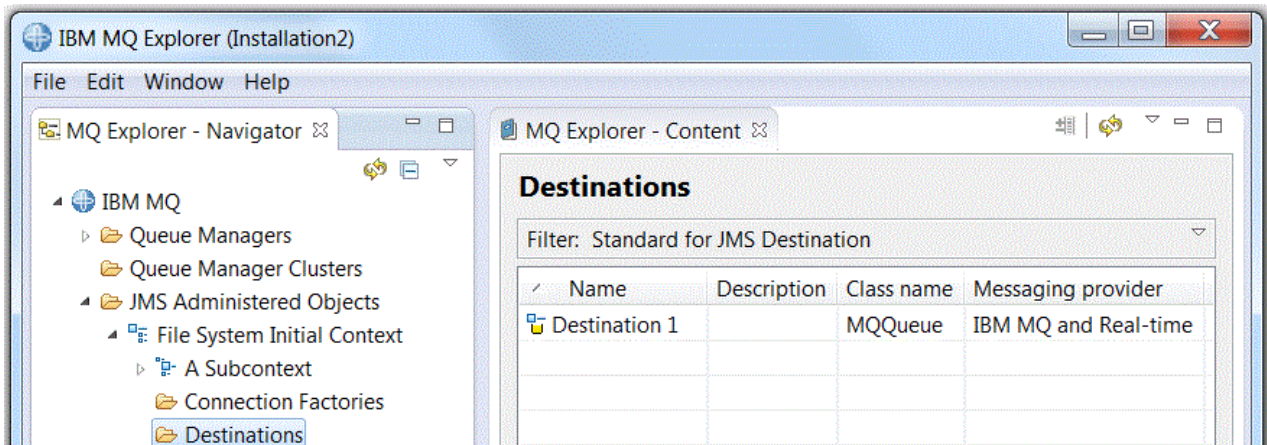 IBM MQ Explorer (Installation2)
File Edit Window Help
MQ Explorer - Navigator
IBM MQ
Queue Managers
Queue Manager Clusters
JMS Administered Objects
File System Initial Context
A Subcontext
Connection Factories
Destinations
MQ Explorer - Content
Destinations
Filter: Standard for JMS Destination
Name Description Class name Messaging provider
Destination 1 MQQueue IBM MQ and Real-time